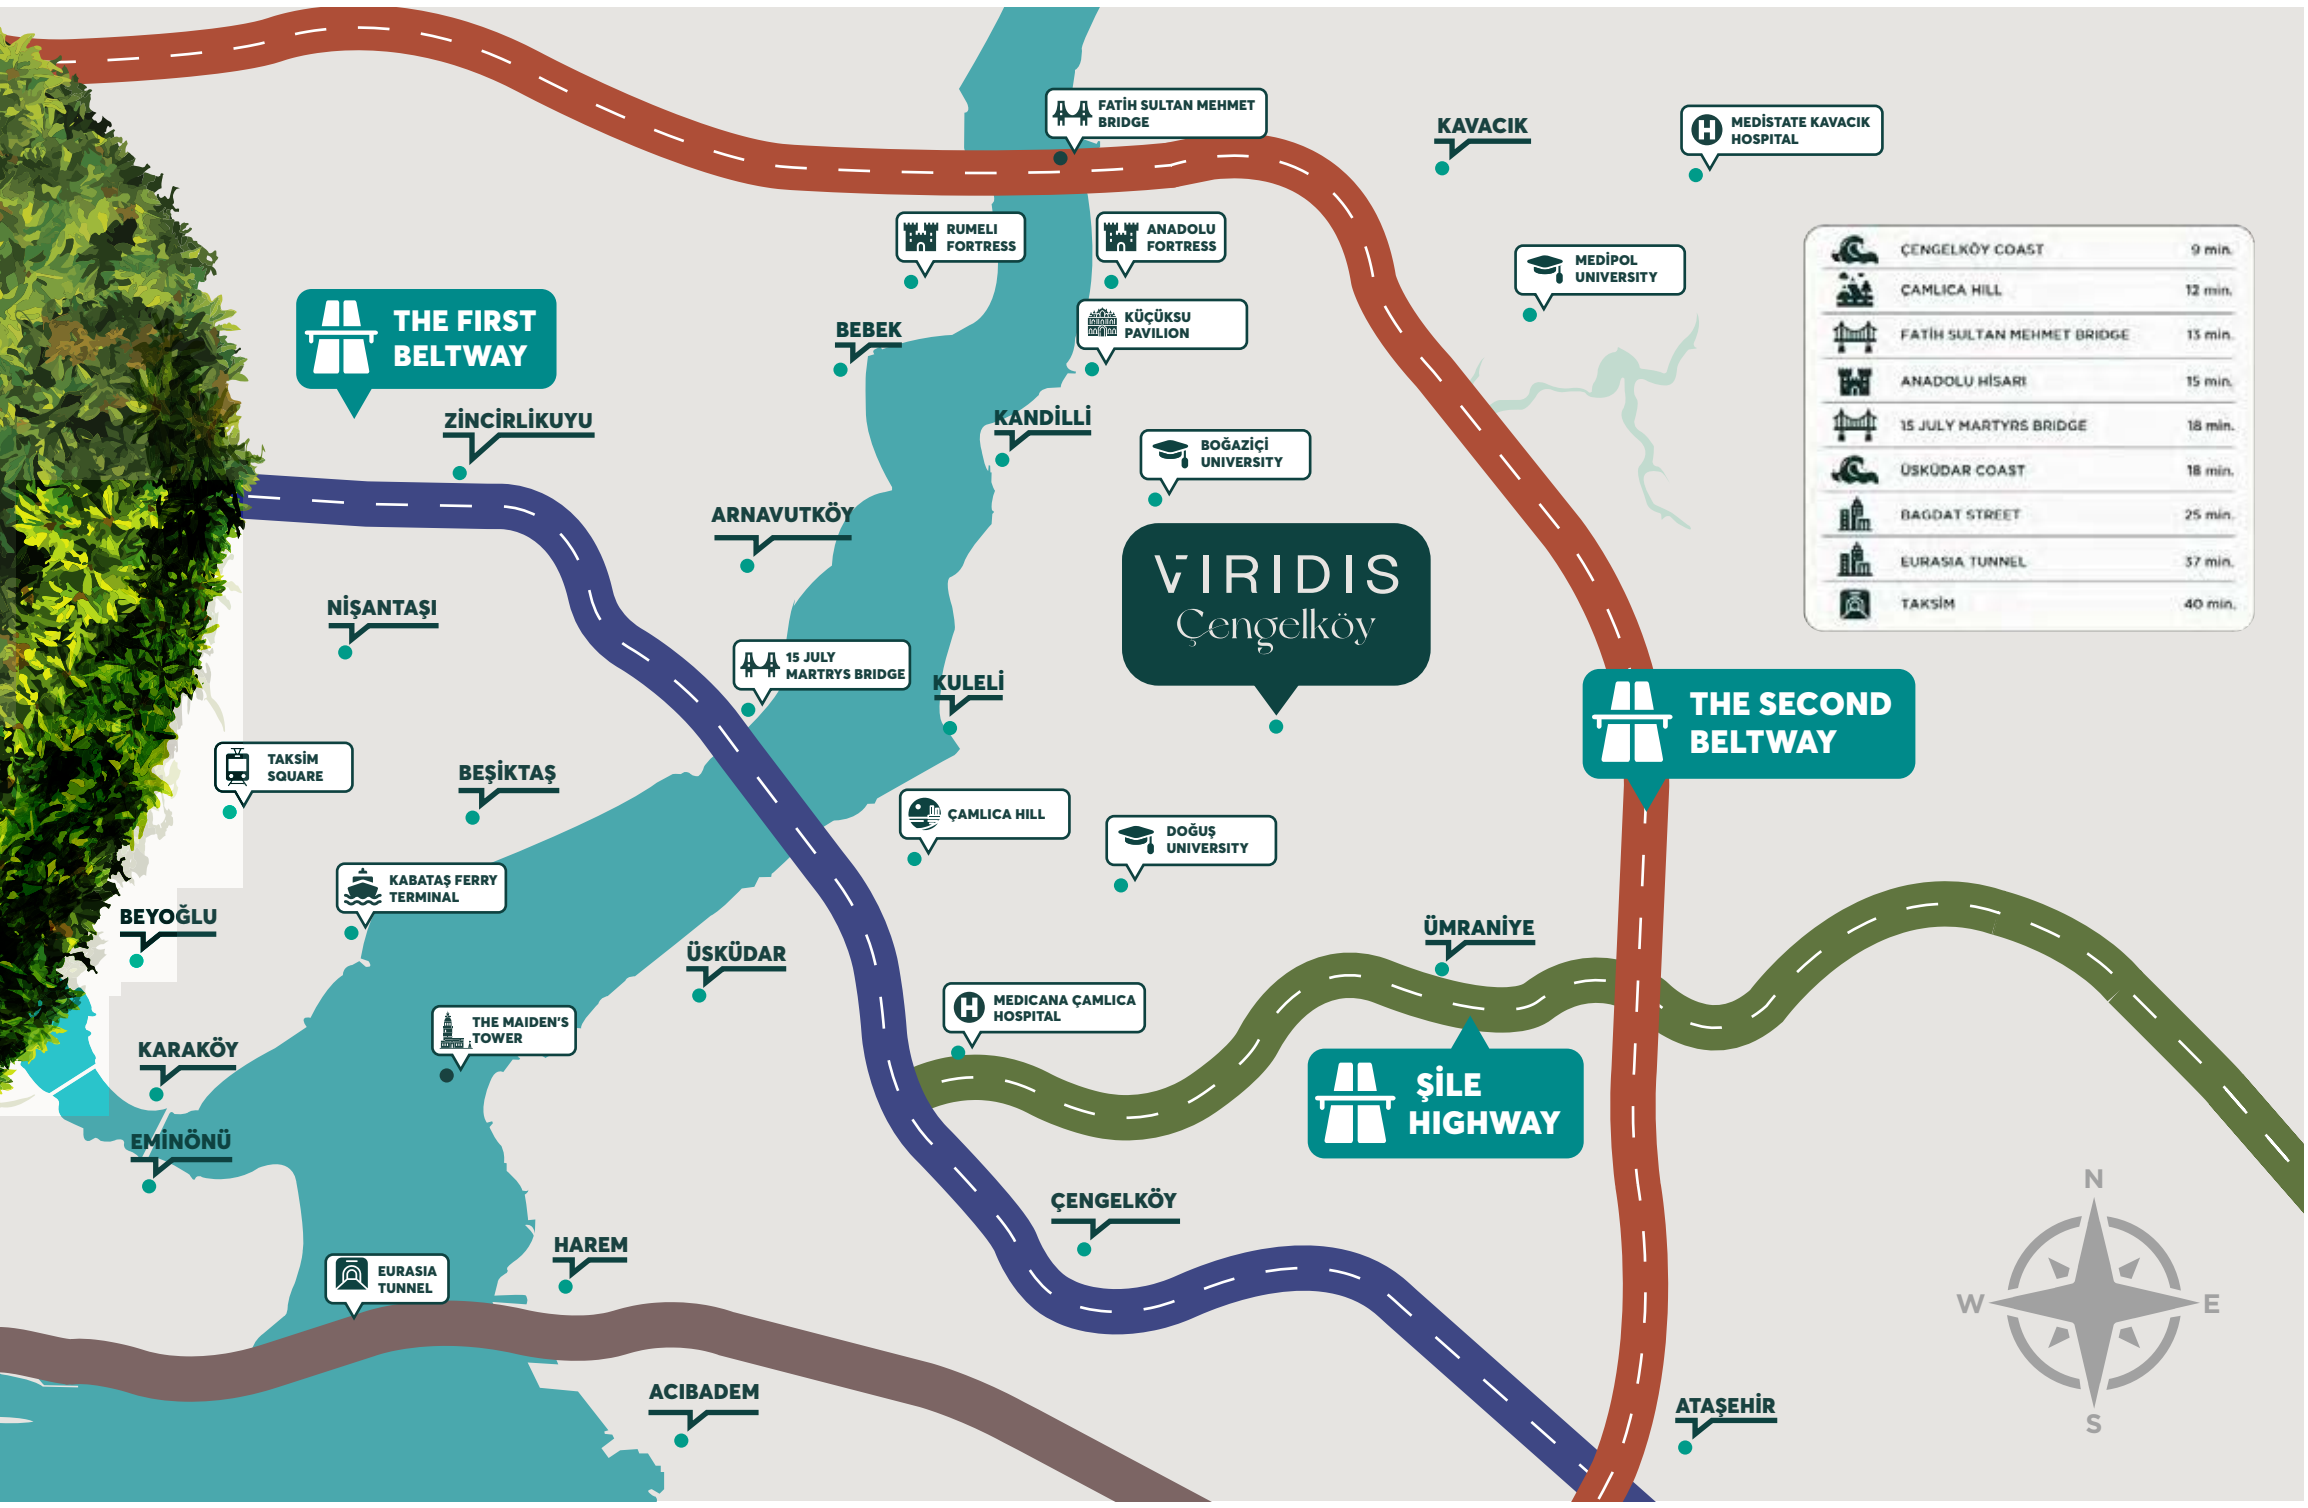 FATİH SULTAN MEHMET
BRIDGE
KAVACIK
MEDİSTATE KAVACIK
HOSPITAL
RUMELI
FORTRESS
ANADOLU
FORTRESS
MEDİPOL
UNIVERSITY
THE FIRST
BELTWAY
BEBEK
KÜÇÜKSU
PAVILION
ZİNCİRLİKUYU
KANDİLLİ
BOĞAZİÇİ
UNIVERSITY
ARNAVUTKÖY
VIRIDIS
Çengelköy
ÇENGELKÖY COAST 9 min.
ÇAMLICA HILL 12 min.
FATİH SULTAN MEHMET BRIDGE 13 min.
ANADOLU HİSARI 15 min.
15 JULY MARTYRS BRIDGE 18 min.
ÜSKÜDAR COAST 18 min.
BAGDAT STREET 25 min.
EURASIA TUNNEL 37 min.
TAKSİM 40 min.
NİŞANTAŞI
15 JULY
MARTRYS BRIDGE
KULELİ
THE SECOND
BELTWAY
TAKSİM
SQUARE
BEŞİKTAŞ
ÇAMLICA HILL
DOĞUŞ
UNIVERSITY
KABATAŞ FERRY
TERMINAL
BEYOĞLU
ÜSKÜDAR
ÜMRANİYE
MEDICANA ÇAMLICA
HOSPITAL
THE MAIDEN'S
TOWER
KARAKÖY
ŞİLE
HIGHWAY
EMİNÖNÜ
ÇENGELKÖY
HAREM
EURASIA
TUNNEL
ACIBADEM
ATAŞEHİR
N
W
E
S